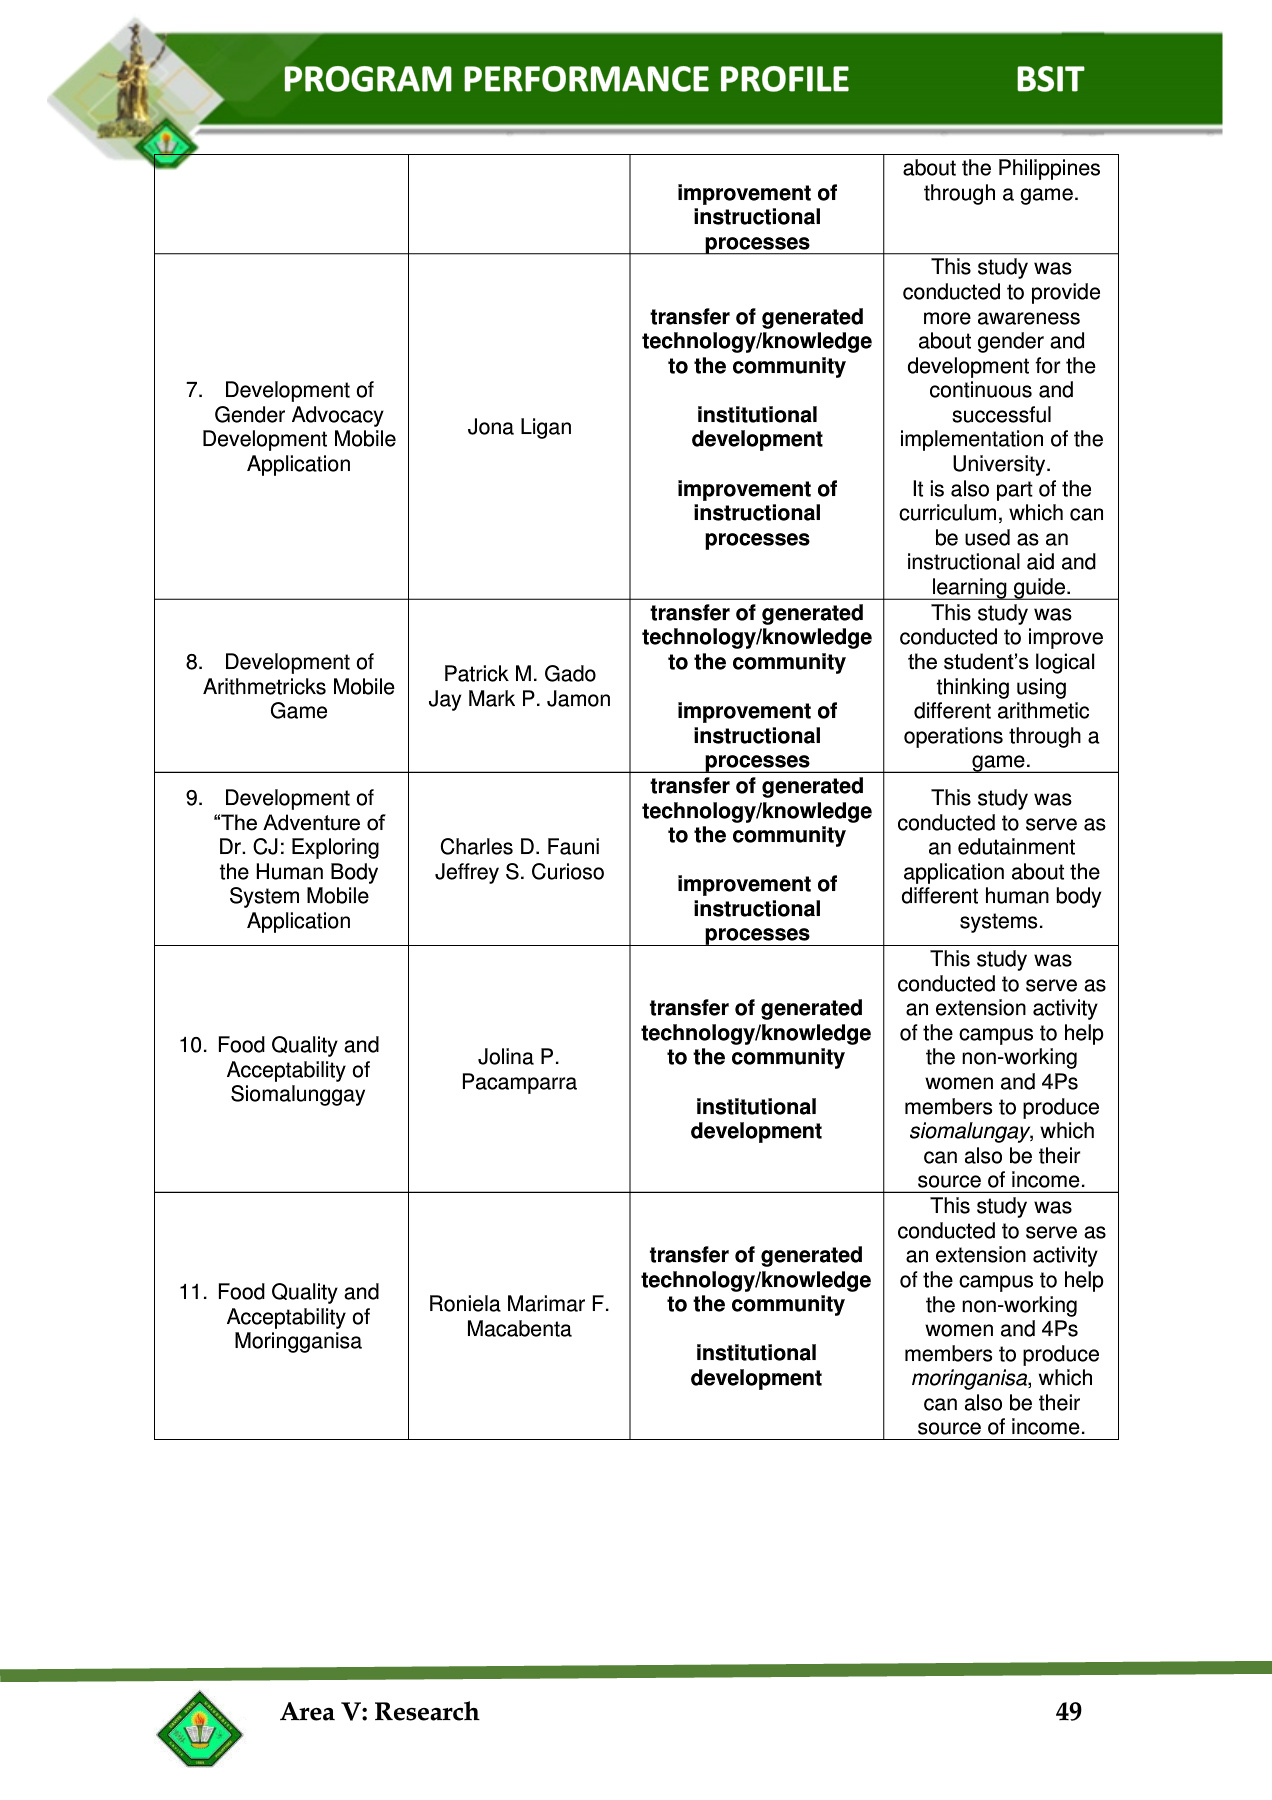 PROGRAM PERFORMANCE PROFILE BSIT
improvement of
instructional
processes
about the Philippines
through a game.
7. Development of
Gender Advocacy
Development Mobile
Application
Jona Ligan
transfer of generated
technology/knowledge
to the community
institutional
development
improvement of
instructional
processes
This study was
conducted to provide
more awareness
about gender and
development for the
continuous and
successful
implementation of the
University.
It is also part of the
curriculum, which can
be used as an
instructional aid and
learning guide.
8. Development of
Arithmetricks Mobile
Game
Patrick M. Gado
Jay Mark P. Jamon
transfer of generated
technology/knowledge
to the community
improvement of
instructional
processes
This study was
conducted to improve
the student’s logical
thinking using
different arithmetic
operations through a
game.
9. Development of
“The Adventure of
Dr. CJ: Exploring
the Human Body
System Mobile
Application
Charles D. Fauni
Jeffrey S. Curioso
transfer of generated
technology/knowledge
to the community
improvement of
instructional
processes
This study was
conducted to serve as
an edutainment
application about the
different human body
systems.
10. Food Quality and
Acceptability of
Siomalunggay
Jolina P.
Pacamparra
transfer of generated
technology/knowledge
to the community
institutional
development
This study was
conducted to serve as
an extension activity
of the campus to help
the non-working
women and 4Ps
members to produce
siomalungay, which
can also be their
source of income.
11. Food Quality and
Acceptability of
Moringganisa
Roniela Marimar F.
Macabenta
transfer of generated
technology/knowledge
to the community
institutional
development
This study was
conducted to serve as
an extension activity
of the campus to help
the non-working
women and 4Ps
members to produce
moringanisa, which
can also be their
source of income.
Area V: Research 49